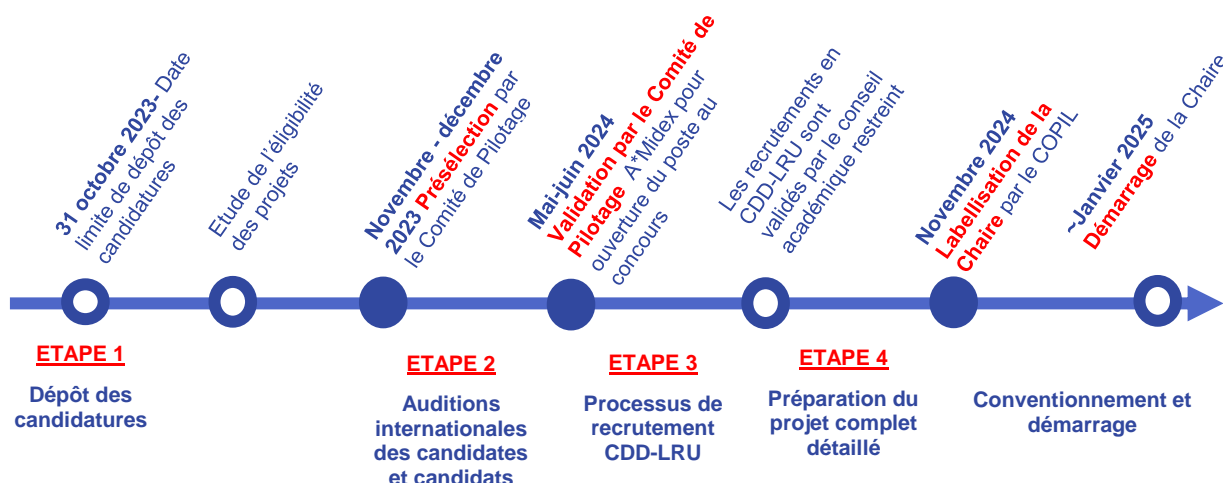 31 octobre 2023- Date
limite de dépôt des
candidatures
Etude de l'éligibilité
des projets
Novembre - décembre
2023 Présélection par
le Comité de Pilotage
Mai-juin 2024
Validation par le Comité de
Pilotage A*Midex pour
ouverture du poste au
concours
Les recrutements en
CDD-LRU sont
validés par le conseil
académique restreint
Novembre 2024
Labellisation de la
Chaire par le COPIL
~Janvier 2025
Démarrage de la Chaire
ETAPE 1
Dépôt des
candidatures
ETAPE 2
Auditions
internationales
des candidates
et candidats
ETAPE 3
Processus de
recrutement
CDD-LRU
ETAPE 4
Préparation du
projet complet
détaillé
Conventionnement et
démarrage